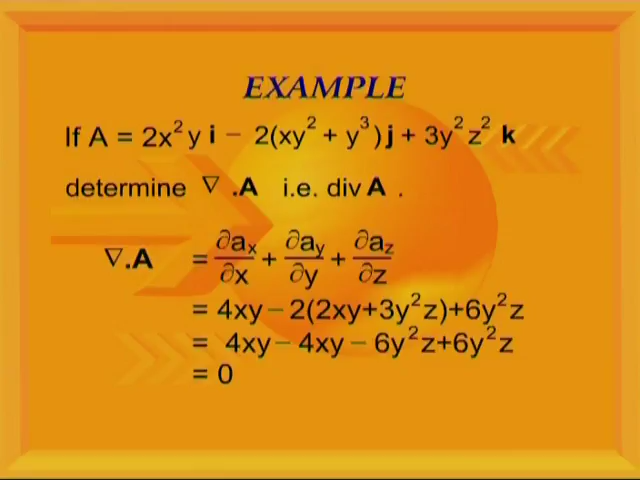 EXAMPLE
If A = 2x²y i − 2(xy² + y³) j + 3y²z² k
determine ∇ .A i.e. div A .
∇.A = ∂aₓ/∂x + ∂a_y/∂y + ∂a_z/∂z
= 4xy − 2(2xy+3y²z)+6y²z
= 4xy − 4xy − 6y²z+6y²z
= 0